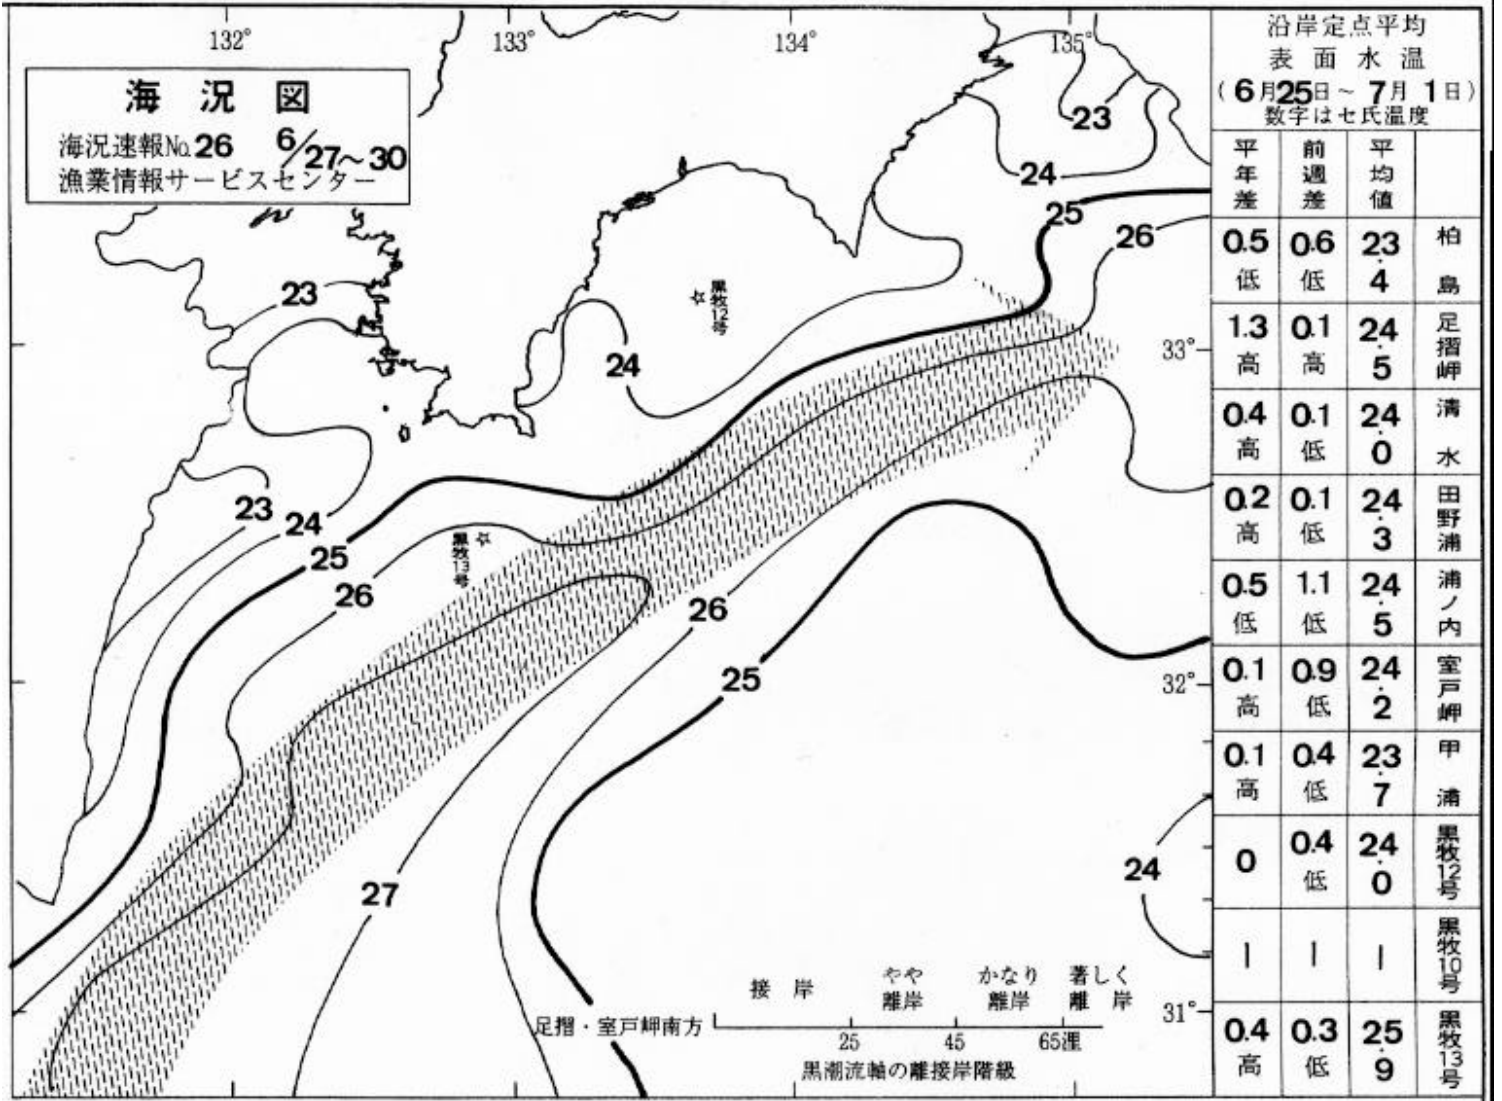 132°
133°
134°
135°
海況図
海況速報No.26 6/27～30
漁業情報サービスセンター
23
24
25
26
23
黒牧12号
24
33°
23
24
25
26
黒牧13号
26
25
32°
27
24
接岸 やや離岸 かなり離岸 著しく離岸
足摺・室戸岬南方
25 45 65浬
黒潮流軸の離接岸階級
31°
沿岸定点平均
表面水温
(6月25日～7月1日)
数字はセ氏温度
平年差 前週差 平均値
0.5低 0.6低 23.4 柏島
1.3高 0.1高 24.5 足摺岬
0.4高 0.1低 24.0 清水
0.2高 0.1低 24.3 田野浦
0.5低 1.1低 24.5 浦ノ内
0.1高 0.9低 24.2 室戸岬
0.1高 0.4低 23.7 甲浦
0 0.4低 24.0 黒牧12号
| | | 黒牧10号
0.4高 0.3低 25.9 黒牧13号